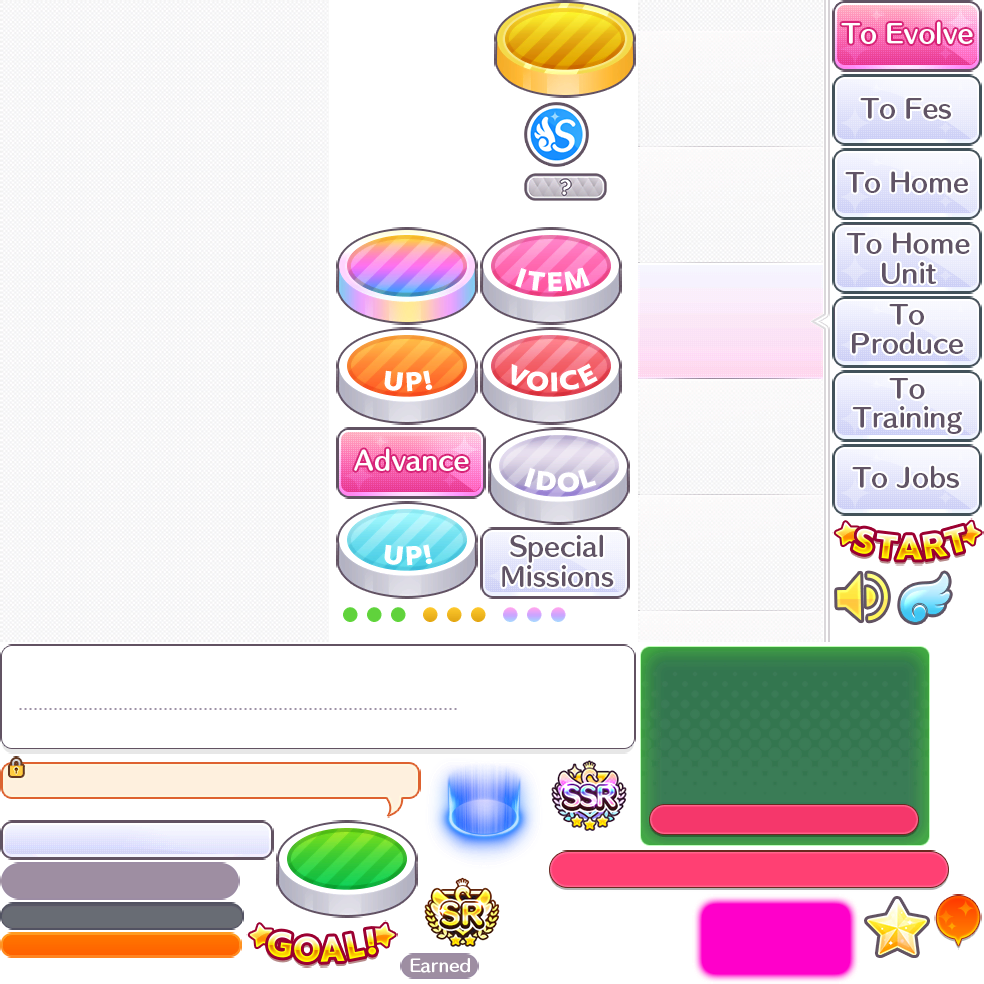 To Evolve
To Fes
S
To Home
?
To Home
Unit
ITEM
To
Produce
UP!
VOICE
To
Training
Advance
IDOL
To Jobs
UP!
Special
Missions
START
SSR
SR
GOAL!
Earned